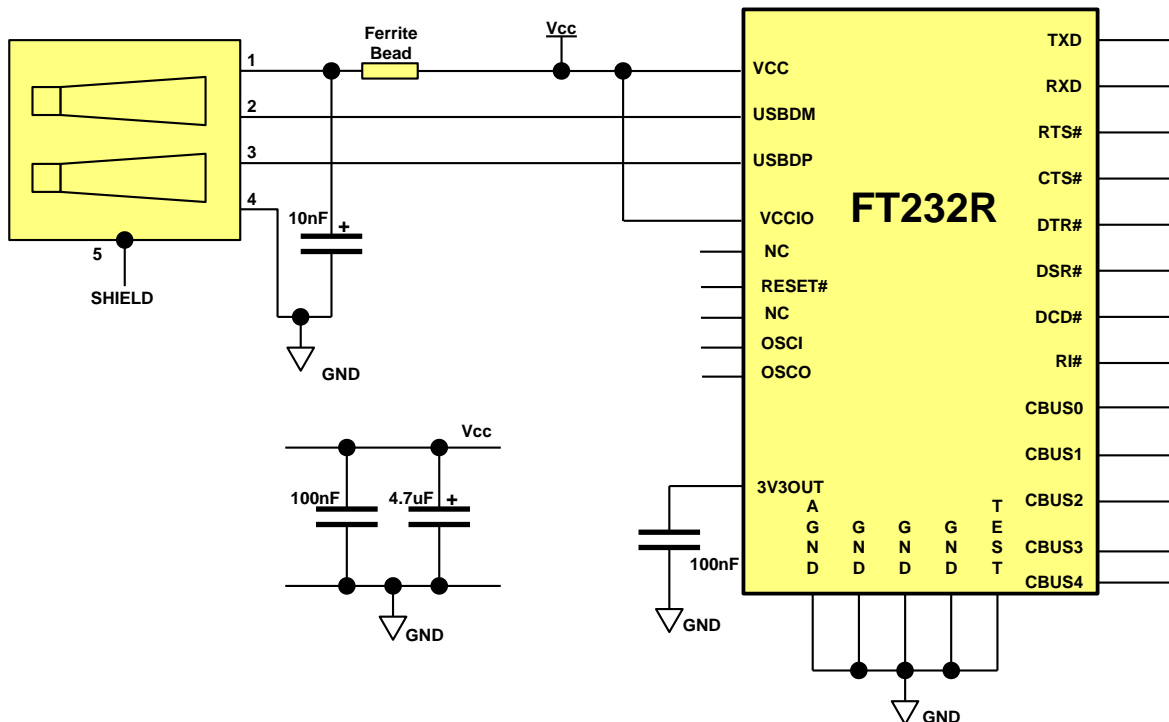 Ferrite
Bead
Vcc
1
2
3
4
5
SHIELD
10nF
+
GND
Vcc
100nF
4.7uF
+
GND
FT232R
VCC
USBDM
USBDP
VCCIO
NC
RESET#
NC
OSCI
OSCO
3V3OUT
100nF
GND
AGND
GND
GND
GND
TEST
GND
TXD
RXD
RTS#
CTS#
DTR#
DSR#
DCD#
RI#
CBUS0
CBUS1
CBUS2
CBUS3
CBUS4